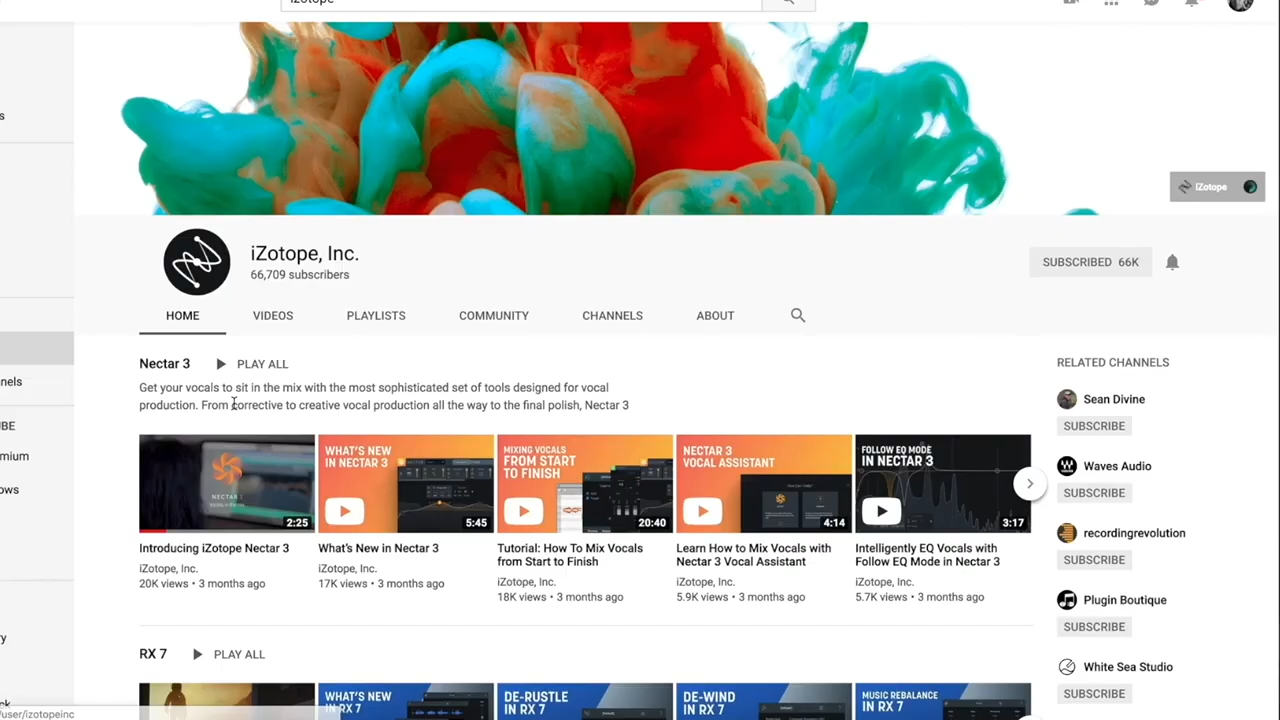 izotope
iZotope
iZotope, Inc.
66,709 subscribers
SUBSCRIBED 66K
HOME
VIDEOS
PLAYLISTS
COMMUNITY
CHANNELS
ABOUT
s
nels
BE
mium
ows
ry
ck
Nectar 3
PLAY ALL
Get your vocals to sit in the mix with the most sophisticated set of tools designed for vocal
production. From corrective to creative vocal production all the way to the final polish, Nectar 3
NECTAR 3
2:25
Introducing iZotope Nectar 3
iZotope, Inc.
20K views • 3 months ago
WHAT'S NEW
IN NECTAR 3
5:45
What's New in Nectar 3
iZotope, Inc.
17K views • 3 months ago
MIXING VOCALS
FROM START
TO FINISH
20:40
Tutorial: How To Mix Vocals
from Start to Finish
iZotope, Inc.
18K views • 3 months ago
NECTAR 3
VOCAL ASSISTANT
4:14
Learn How to Mix Vocals with
Nectar 3 Vocal Assistant
iZotope, Inc.
5.9K views • 3 months ago
FOLLOW EQ MODE
IN NECTAR 3
3:17
Intelligently EQ Vocals with
Follow EQ Mode in Nectar 3
iZotope, Inc.
5.7K views • 3 months ago
RX 7
PLAY ALL
WHAT'S NEW
IN RX 7
DE-RUSTLE
IN RX 7
DE-WIND
IN RX 7
MUSIC REBALANCE
IN RX 7
RELATED CHANNELS
Sean Divine
SUBSCRIBE
Waves Audio
SUBSCRIBE
recordingrevolution
SUBSCRIBE
Plugin Boutique
SUBSCRIBE
White Sea Studio
SUBSCRIBE
/user/izotopeinc